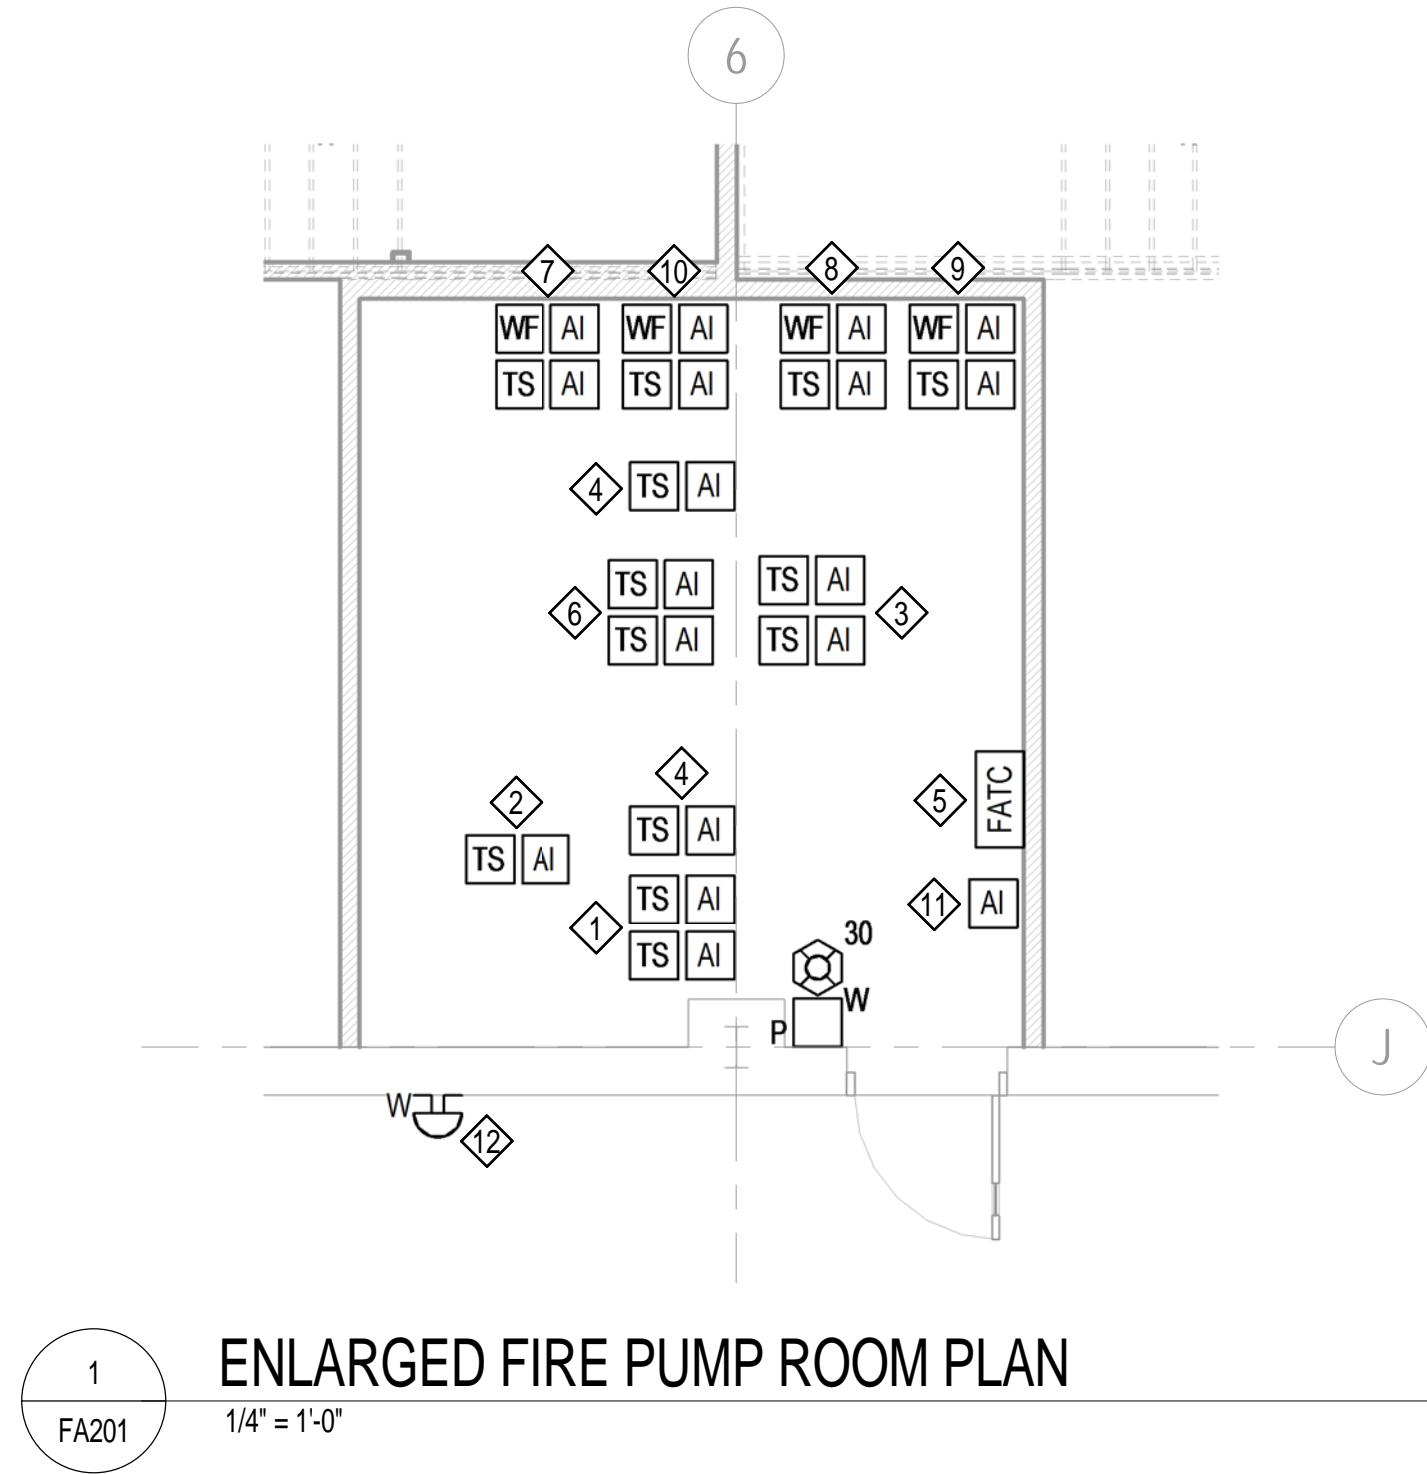 6
7 10 8 9
WF AI WF AI WF AI WF AI
TS AI TS AI TS AI TS AI
4 TS AI
TS AI TS AI
6 3
TS AI TS AI
4
2 5 FATC
TS AI
TS AI
TS AI 11 AI
1
TS AI
30
W
P
J
W
12
1
FA201
ENLARGED FIRE PUMP ROOM PLAN
1/4" = 1'-0"